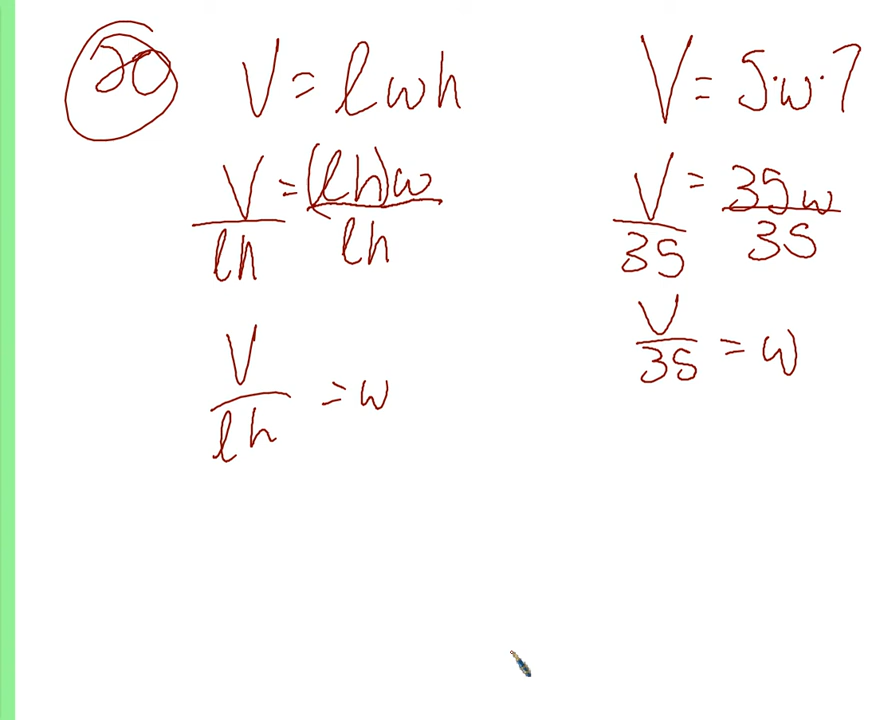 20
V = lwh
V/lh = (lh)w/lh
V/lh = w
V = 5·w·7
V/35 = 35w/35
V/35 = w